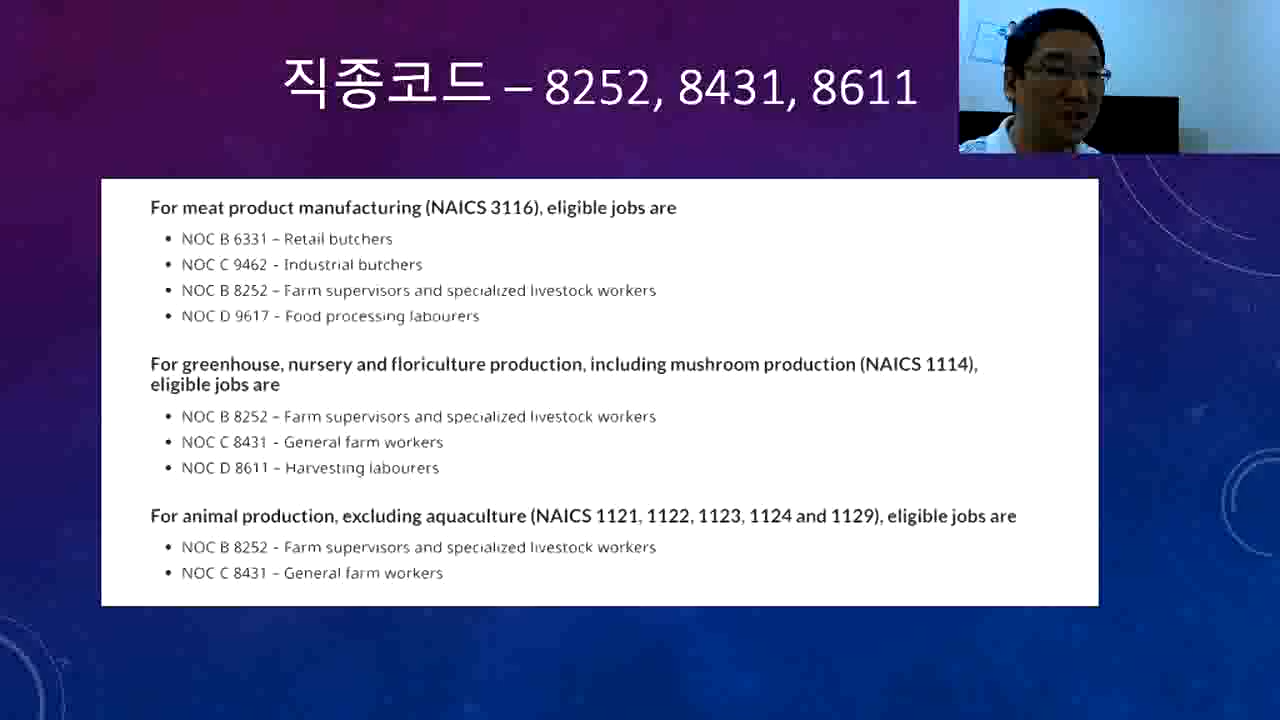 직종코드 – 8252, 8431, 8611
For meat product manufacturing (NAICS 3116), eligible jobs are
• NOC B 6331 – Retail butchers
• NOC C 9462 - Industrial butchers
• NOC B 8252 – Farm supervisors and specialized livestock workers
• NOC D 9617 - Food processing labourers
For greenhouse, nursery and floriculture production, including mushroom production (NAICS 1114),
eligible jobs are
• NOC B 8252 – Farm supervisors and specialized livestock workers
• NOC C 8431 - General farm workers
• NOC D 8611 – Harvesting labourers
For animal production, excluding aquaculture (NAICS 1121, 1122, 1123, 1124 and 1129), eligible jobs are
• NOC B 8252 - Farm supervisors and specialized livestock workers
• NOC C 8431 – General farm workers